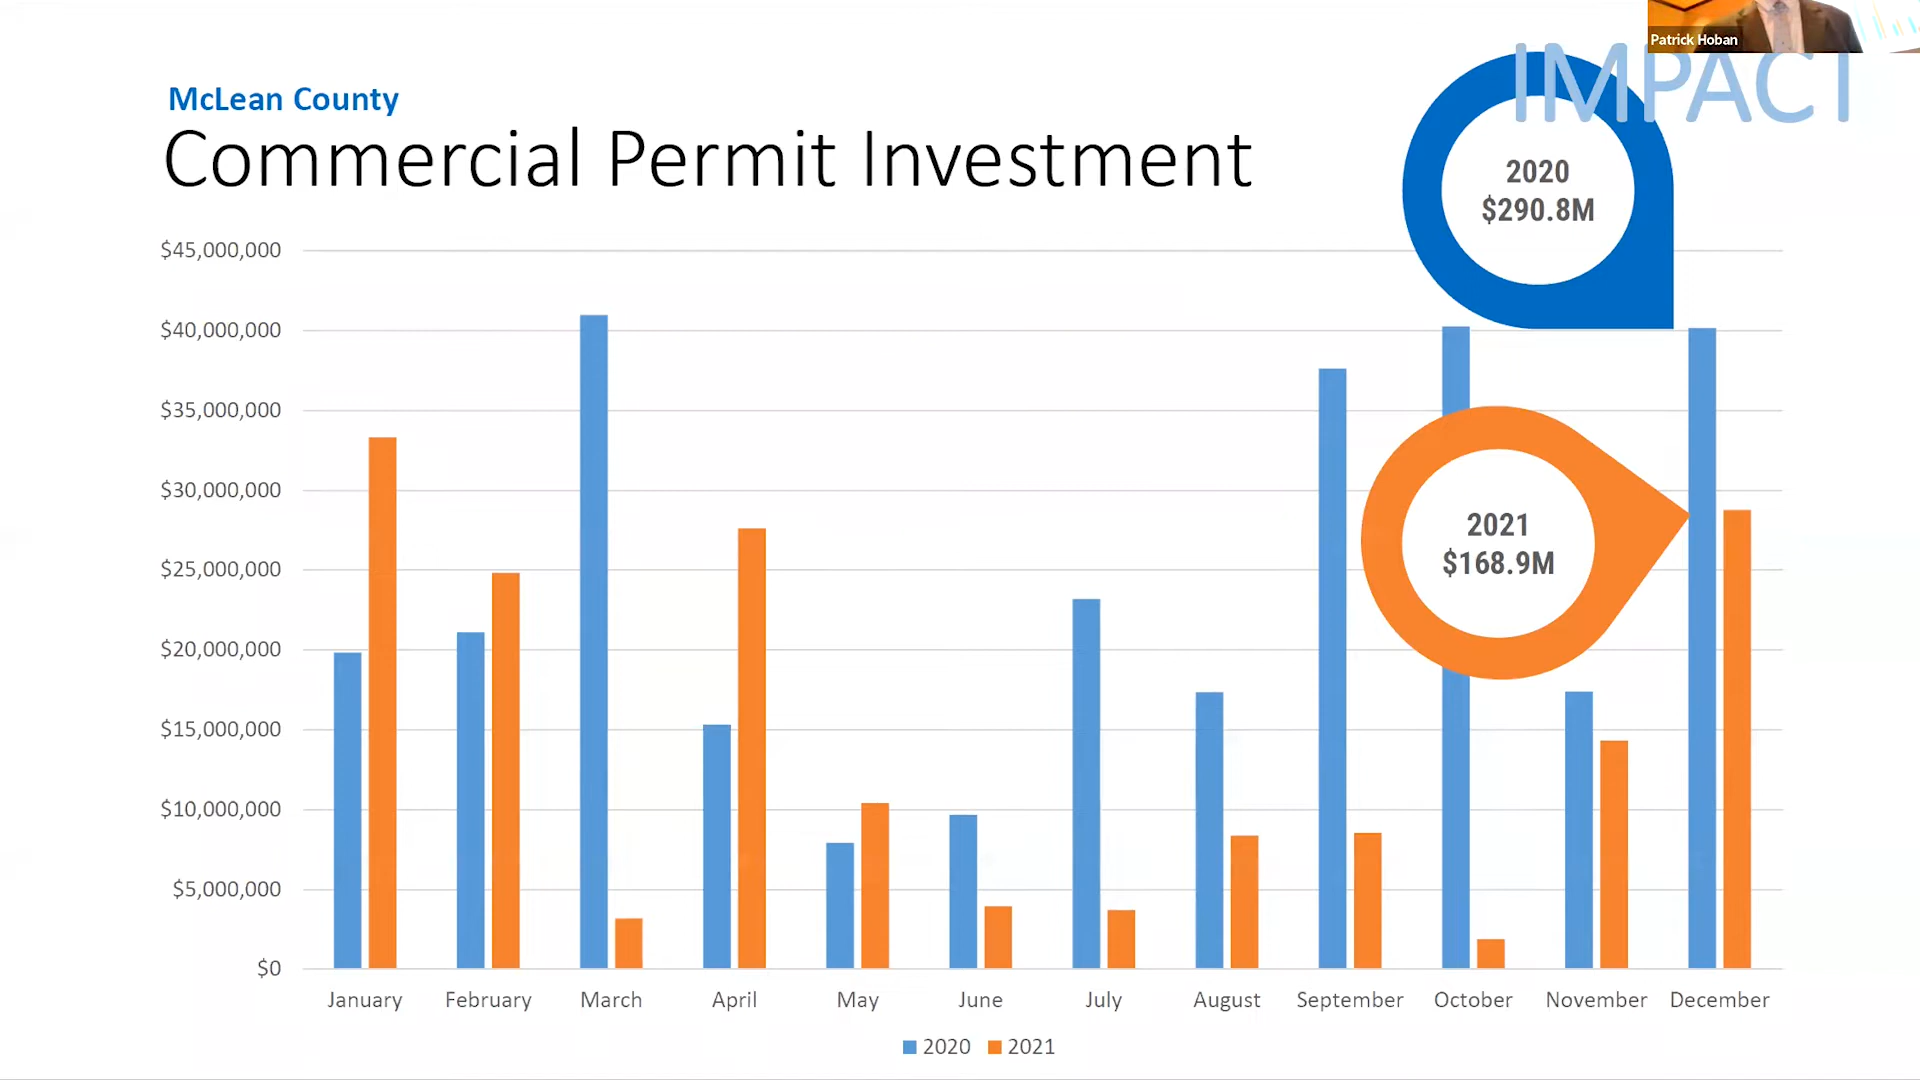 Patrick Hoban
IMPACT
McLean County
Commercial Permit Investment
2020
$290.8M
$45,000,000
$40,000,000
$35,000,000
$30,000,000
$25,000,000
$20,000,000
$15,000,000
$10,000,000
$5,000,000
$0
2021
$168.9M
January February March April May June July August September October November December
2020 2021